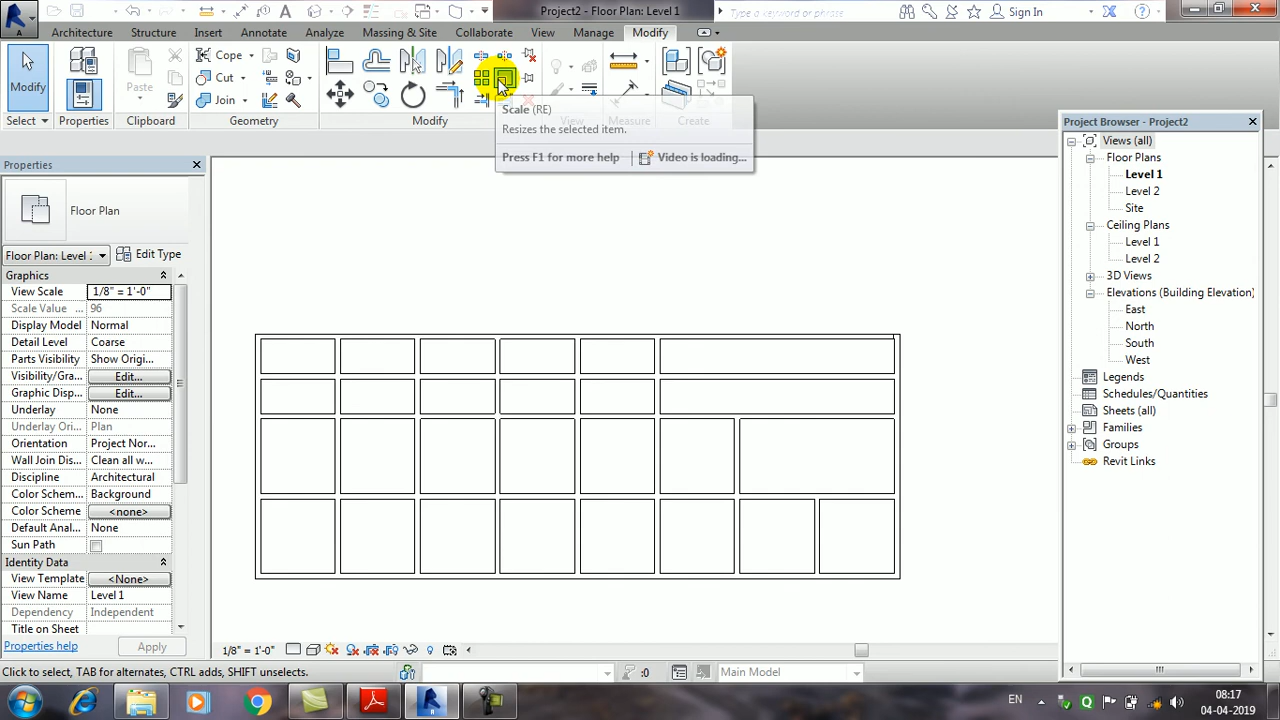 Project2 - Floor Plan: Level 1
Type a keyword or phrase
Sign In
Architecture
Structure
Insert
Annotate
Analyze
Massing & Site
Collaborate
View
Manage
Modify
Modify
Paste
Cope
Cut
Join
Select
Properties
Clipboard
Geometry
Modify
View
Measure
Create
Scale (RE)
Resizes the selected item.
Press F1 for more help
Video is loading...
Properties
Floor Plan
Floor Plan: Level
Edit Type
Graphics
View Scale 1/8" = 1'-0"
Scale Value ... 96
Display Model Normal
Detail Level Coarse
Parts Visibility Show Origi...
Visibility/Gra... Edit...
Graphic Disp... Edit...
Underlay None
Underlay Ori... Plan
Orientation Project Nor...
Wall Join Dis... Clean all w...
Discipline Architectural
Color Schem... Background
Color Scheme <none>
Default Anal... None
Sun Path
Identity Data
View Template <None>
View Name Level 1
Dependency Independent
Title on Sheet
Properties help
Apply
Project Browser - Project2
Views (all)
Floor Plans
Level 1
Level 2
Site
Ceiling Plans
Level 1
Level 2
3D Views
Elevations (Building Elevation)
East
North
South
West
Legends
Schedules/Quantities
Sheets (all)
Families
Groups
Revit Links
1/8" = 1'-0"
Click to select, TAB for alternates, CTRL adds, SHIFT unselects.
:0
Main Model
EN
08:17
04-04-2019